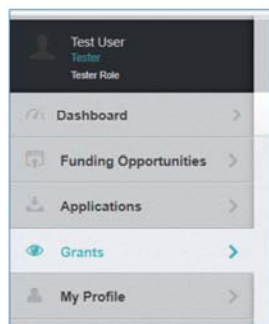 Test User
Tester
Tester Role
Dashboard
Funding Opportunities
Applications
Grants
My Profile